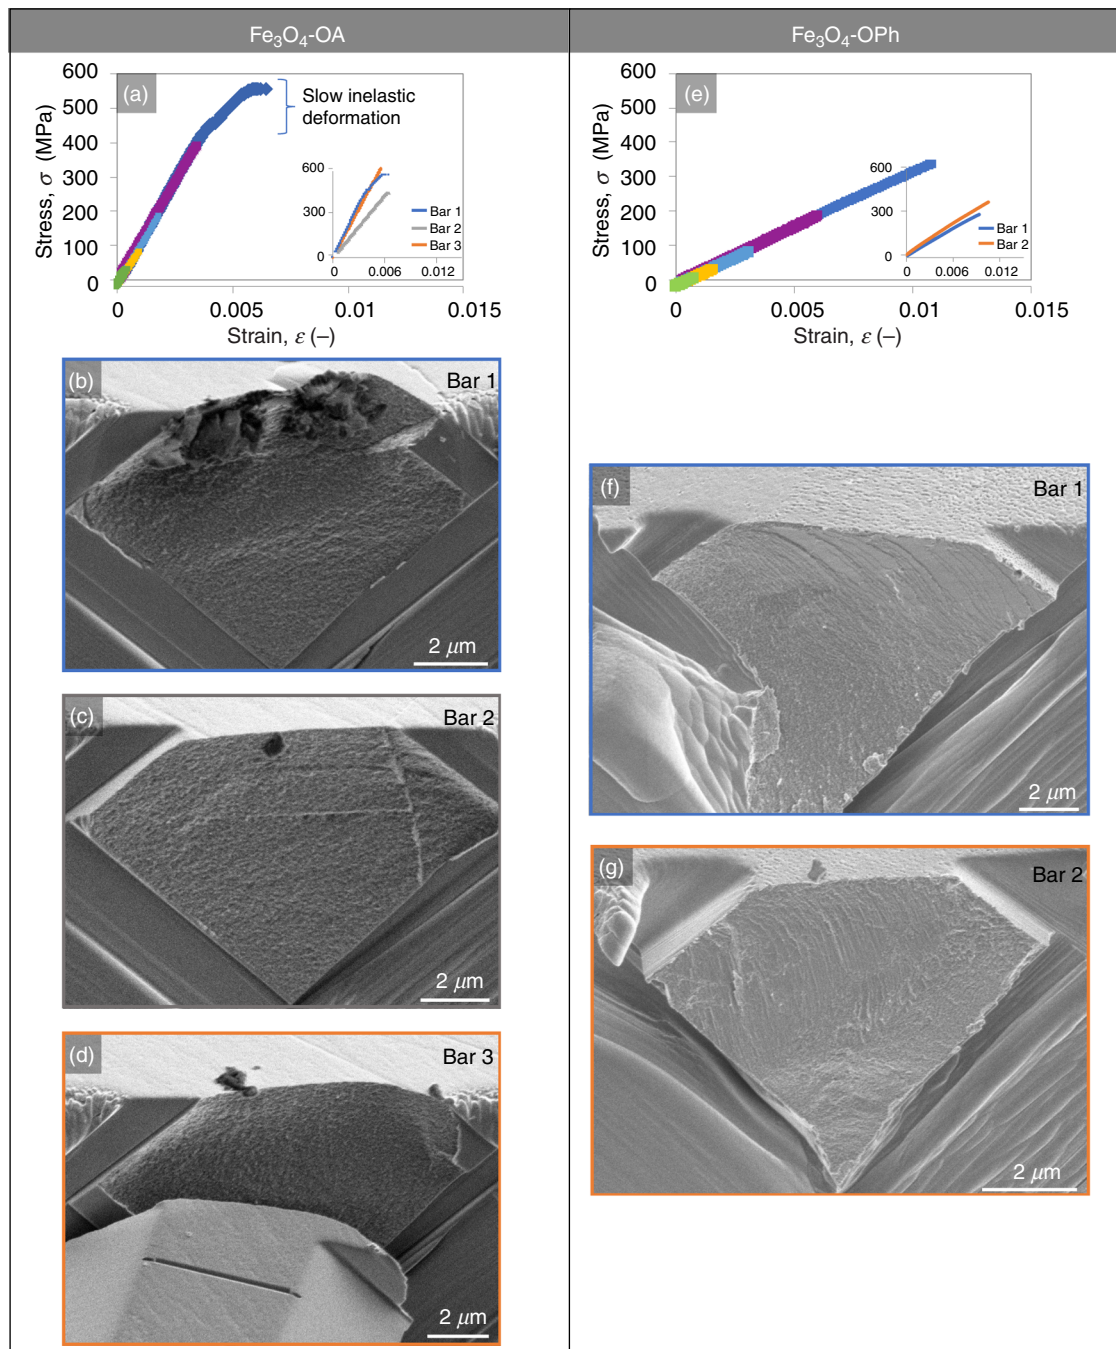 Fe₃O₄-OA
Fe₃O₄-OPh
(a)
600
500
400
300
200
100
0
Stress, σ (MPa)
Slow inelastic
deformation
600
300
0
0
0.006
0.012
Bar 1
Bar 2
Bar 3
0
0.005
0.01
0.015
Strain, ε (–)
(b)
Bar 1
2 μm
(c)
Bar 2
2 μm
(d)
Bar 3
2 μm
(e)
600
500
400
300
200
100
0
Stress, σ (MPa)
600
300
0
0
0.006
0.012
Bar 1
Bar 2
0
0.005
0.01
0.015
Strain, ε (–)
(f)
Bar 1
2 μm
(g)
Bar 2
2 μm